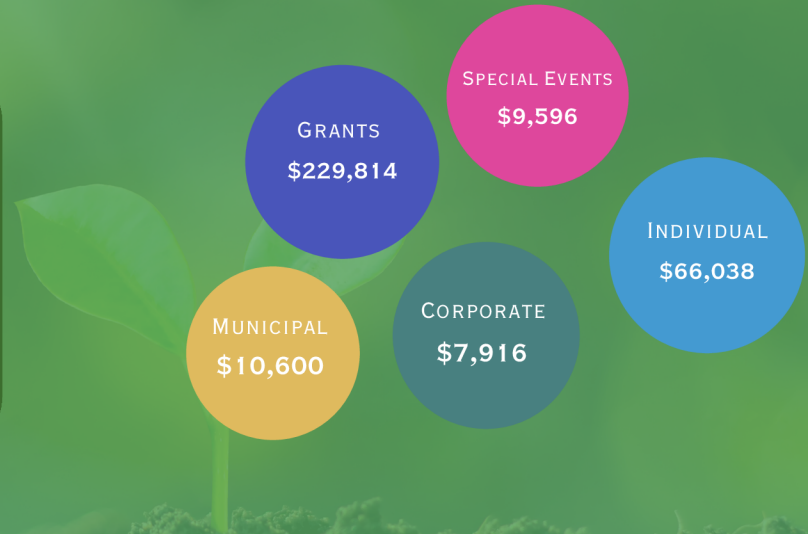 Special Events
$9,596
Grants
$229,814
Individual
$66,038
Corporate
$7,916
Municipal
$10,600